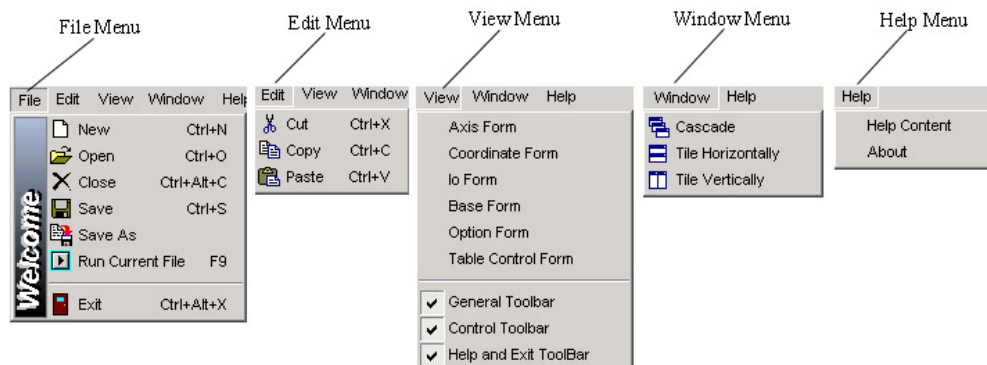 File Menu
Edit Menu
View Menu
Window Menu
Help Menu
File Edit View Window Help
Welcome
New Ctrl+N
Open Ctrl+O
Close Ctrl+Alt+C
Save Ctrl+S
Save As
Run Current File F9
Exit Ctrl+Alt+X
Edit View Window
Cut Ctrl+X
Copy Ctrl+C
Paste Ctrl+V
View Window Help
Axis Form
Coordinate Form
Io Form
Base Form
Option Form
Table Control Form
General Toolbar
Control Toolbar
Help and Exit ToolBar
Window Help
Cascade
Tile Horizontally
Tile Vertically
Help
Help Content
About